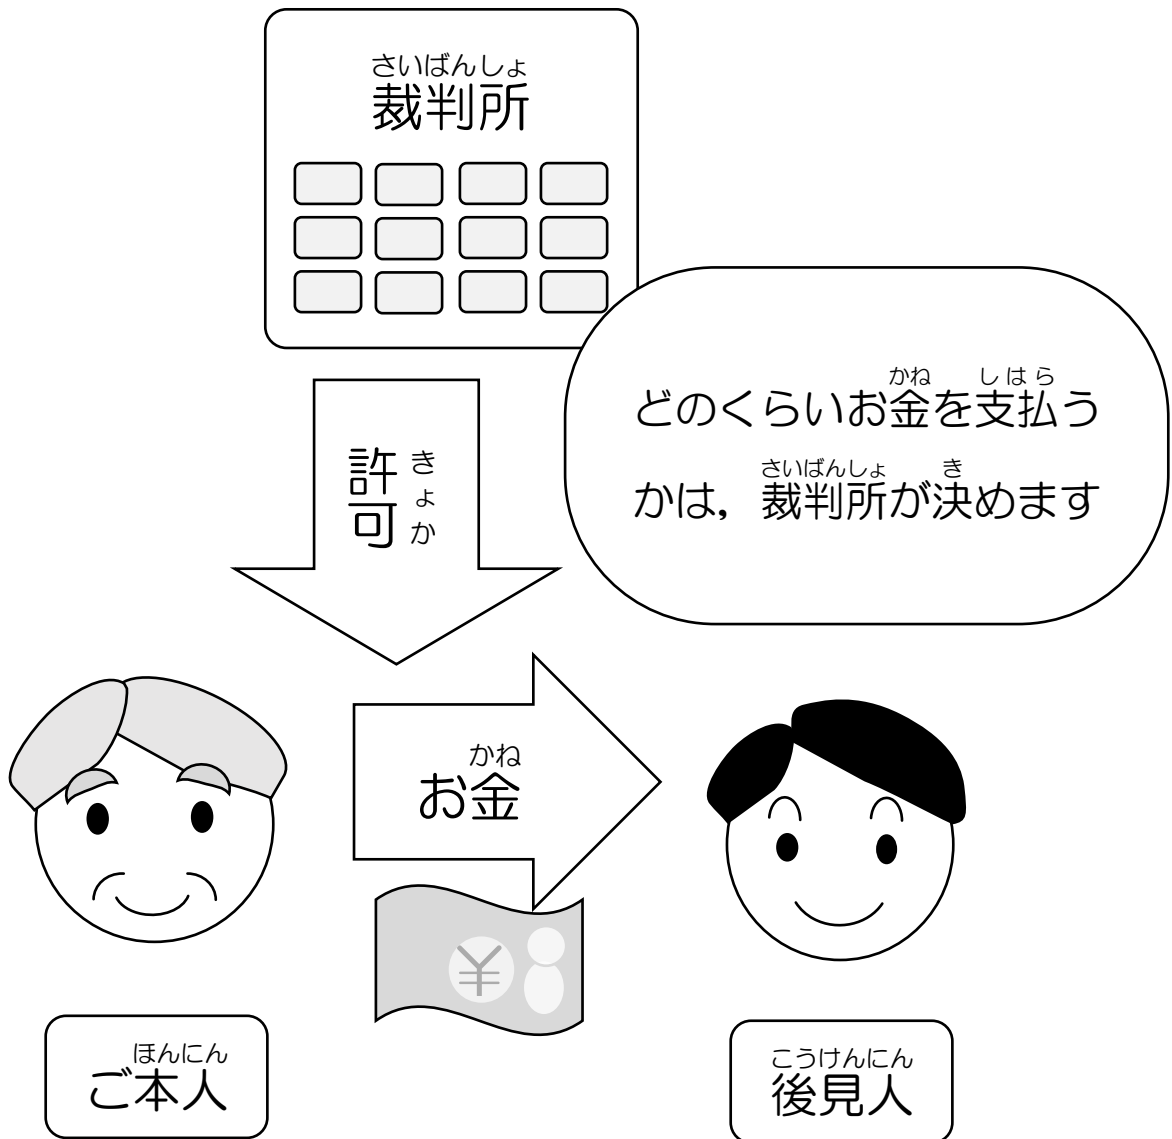 さいばんしょ
裁判所
かね しはら
どのくらいお金を支払う
さいばんしょ き
かは，裁判所が決めます
許可
きょか
かね
お金
¥
ほんにん
ご本人
こうけんにん
後見人